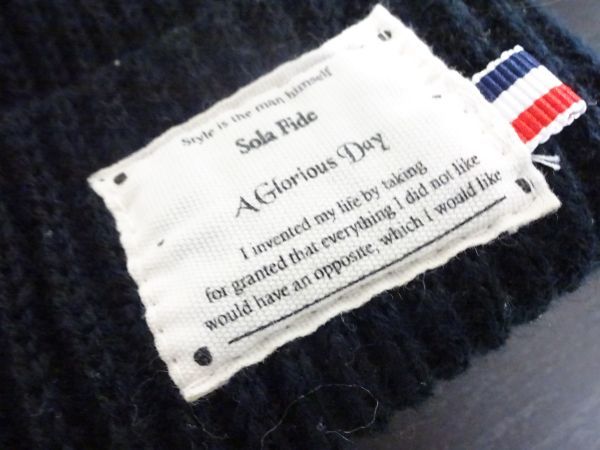 Style is the man himself
Sola Fide
A Glorious Day
I invented my life by taking
for granted that everything I did not like
would have an opposite, which I would like